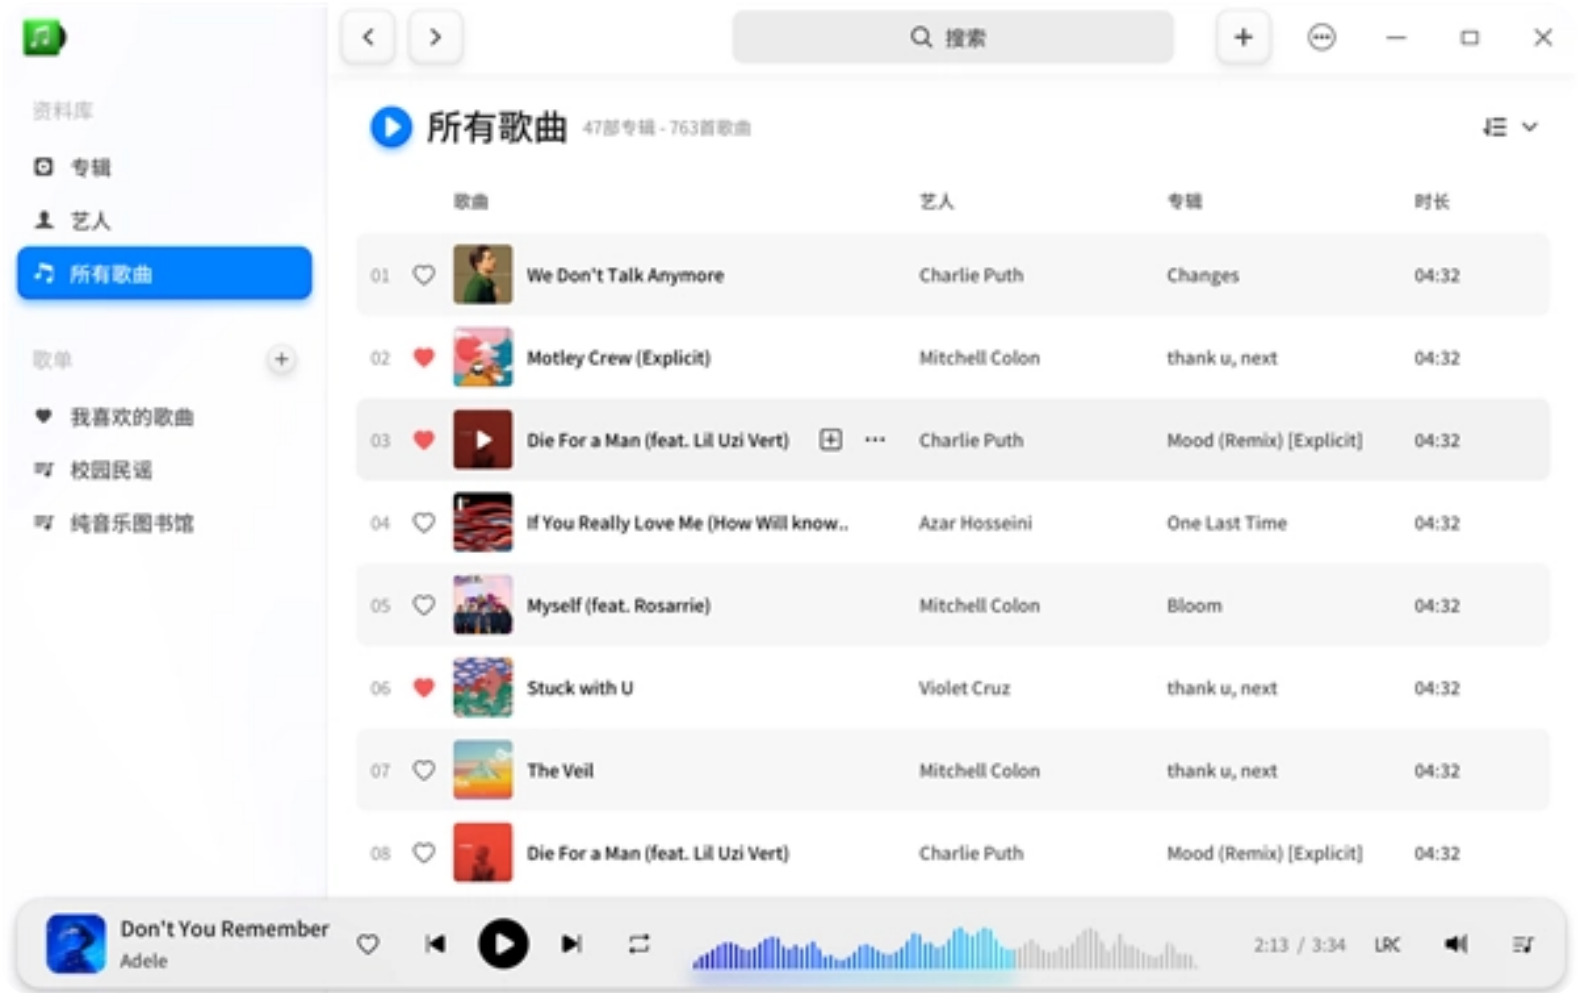 搜索
资料库
专辑
艺人
所有歌曲
歌单
我喜欢的歌曲
校园民谣
纯音乐图书馆
所有歌曲 47部专辑 - 763首歌曲
歌曲 艺人 专辑 时长
01 We Don't Talk Anymore Charlie Puth Changes 04:32
02 Motley Crew (Explicit) Mitchell Colon thank u, next 04:32
03 Die For a Man (feat. Lil Uzi Vert) Charlie Puth Mood (Remix) [Explicit] 04:32
04 If You Really Love Me (How Will know.. Azar Hosseini One Last Time 04:32
05 Myself (feat. Rosarrie) Mitchell Colon Bloom 04:32
06 Stuck with U Violet Cruz thank u, next 04:32
07 The Veil Mitchell Colon thank u, next 04:32
08 Die For a Man (feat. Lil Uzi Vert) Charlie Puth Mood (Remix) [Explicit] 04:32
Don't You Remember
Adele
2:13 / 3:34 LRC